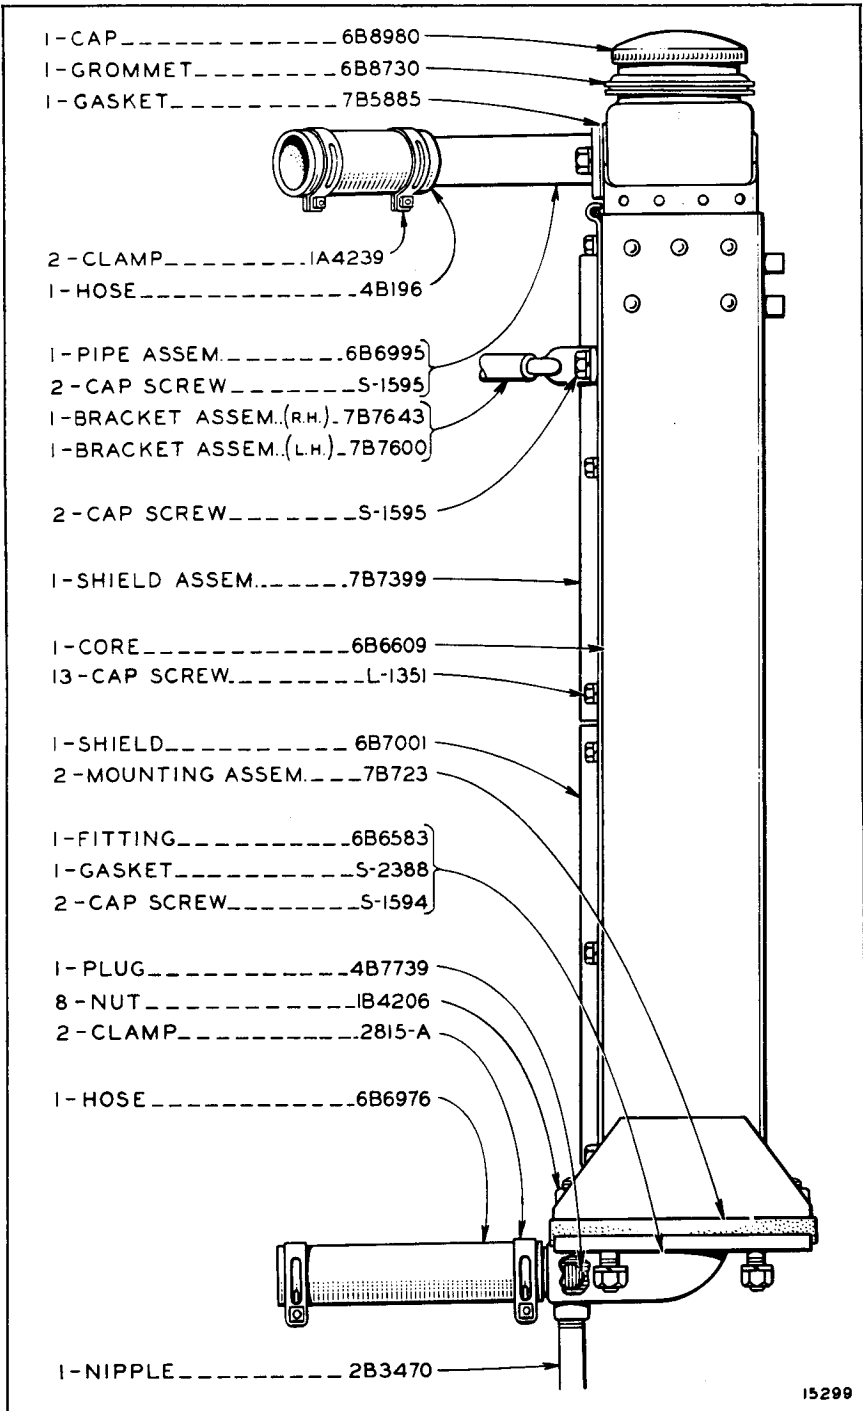 1-CAP 6B8980
1-GROMMET 6B8730
1-GASKET 7B5885
2-CLAMP 1A4239
1-HOSE 4B196
1-PIPE ASSEM. 6B6995
2-CAP SCREW S-1595
1-BRACKET ASSEM..(R.H.) 7B7643
1-BRACKET ASSEM..(L.H.) 7B7600
2-CAP SCREW S-1595
1-SHIELD ASSEM. 7B7399
1-CORE 6B6609
13-CAP SCREW L-1351
1-SHIELD 6B7001
2-MOUNTING ASSEM. 7B723
1-FITTING 6B6583
1-GASKET S-2388
2-CAP SCREW S-1594
1-PLUG 4B7739
8-NUT 1B4206
2-CLAMP 2815-A
1-HOSE 6B6976
1-NIPPLE 2B3470
15299